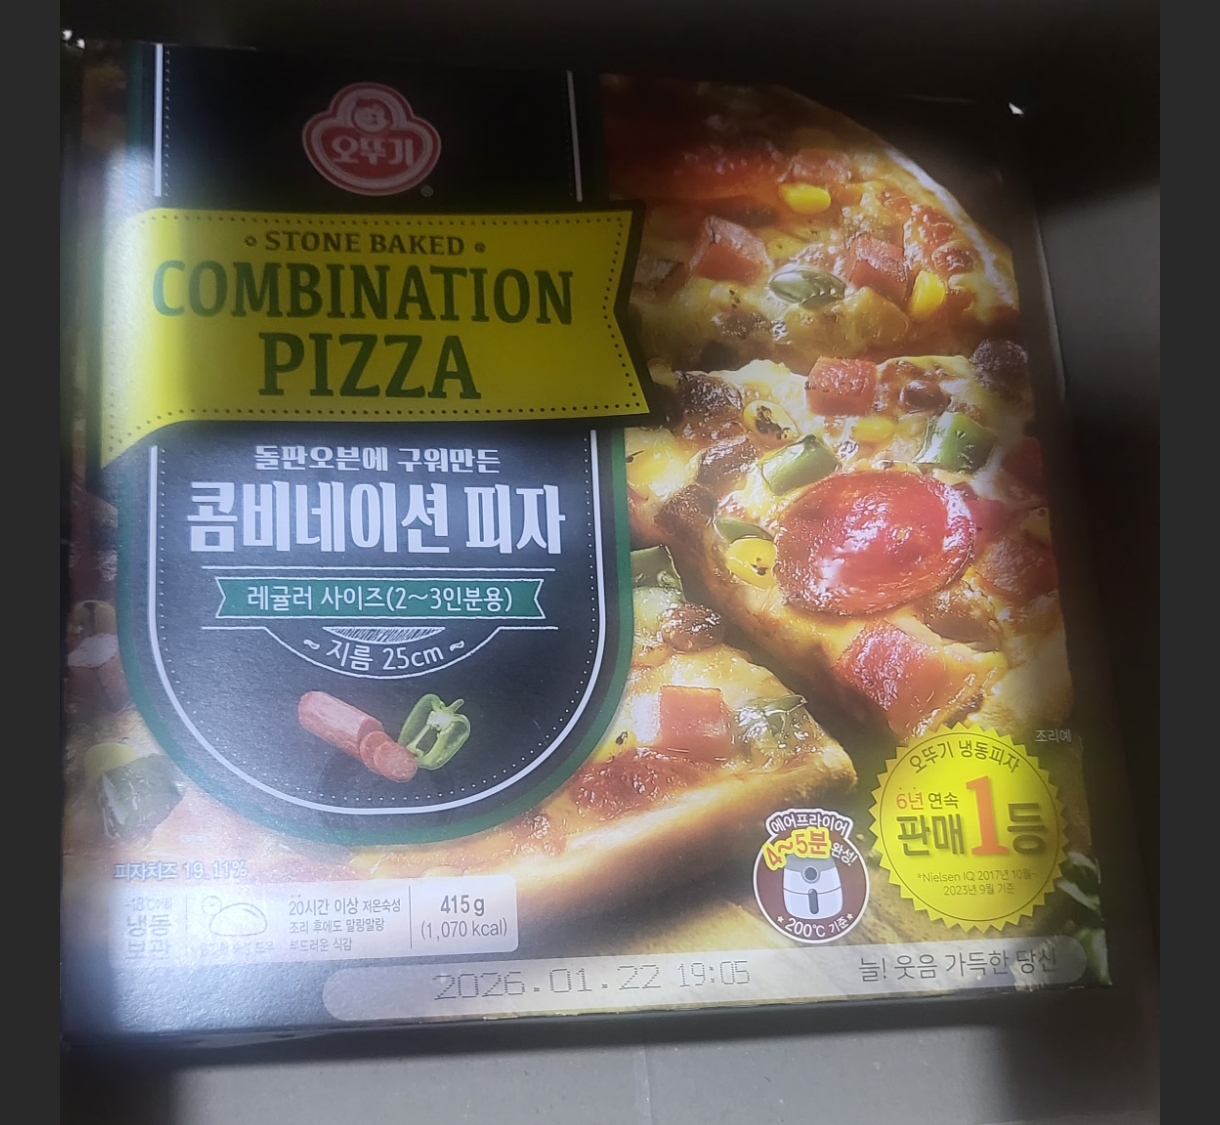 오뚜기
STONE BAKED
COMBINATION
PIZZA
돌판오븐에 구워만든
콤비네이션 피자
레귤러 사이즈(2~3인분용)
~ 지름 25cm ~
조리예
오뚜기 냉동피자
6년 연속
판매 1등
*Nielsen IQ 2017년 10월~
2023년 9월 기준
에어프라이어
4~5분 완성!
200℃ 기준
피자치즈 19.11%
-18℃이하
냉동
보관
20시간 이상 저온숙성
조리 후에도 말랑말랑
부드러운 식감
415 g
(1,070 kcal)
2026.01.22 19:05
늘! 웃음 가득한 당신